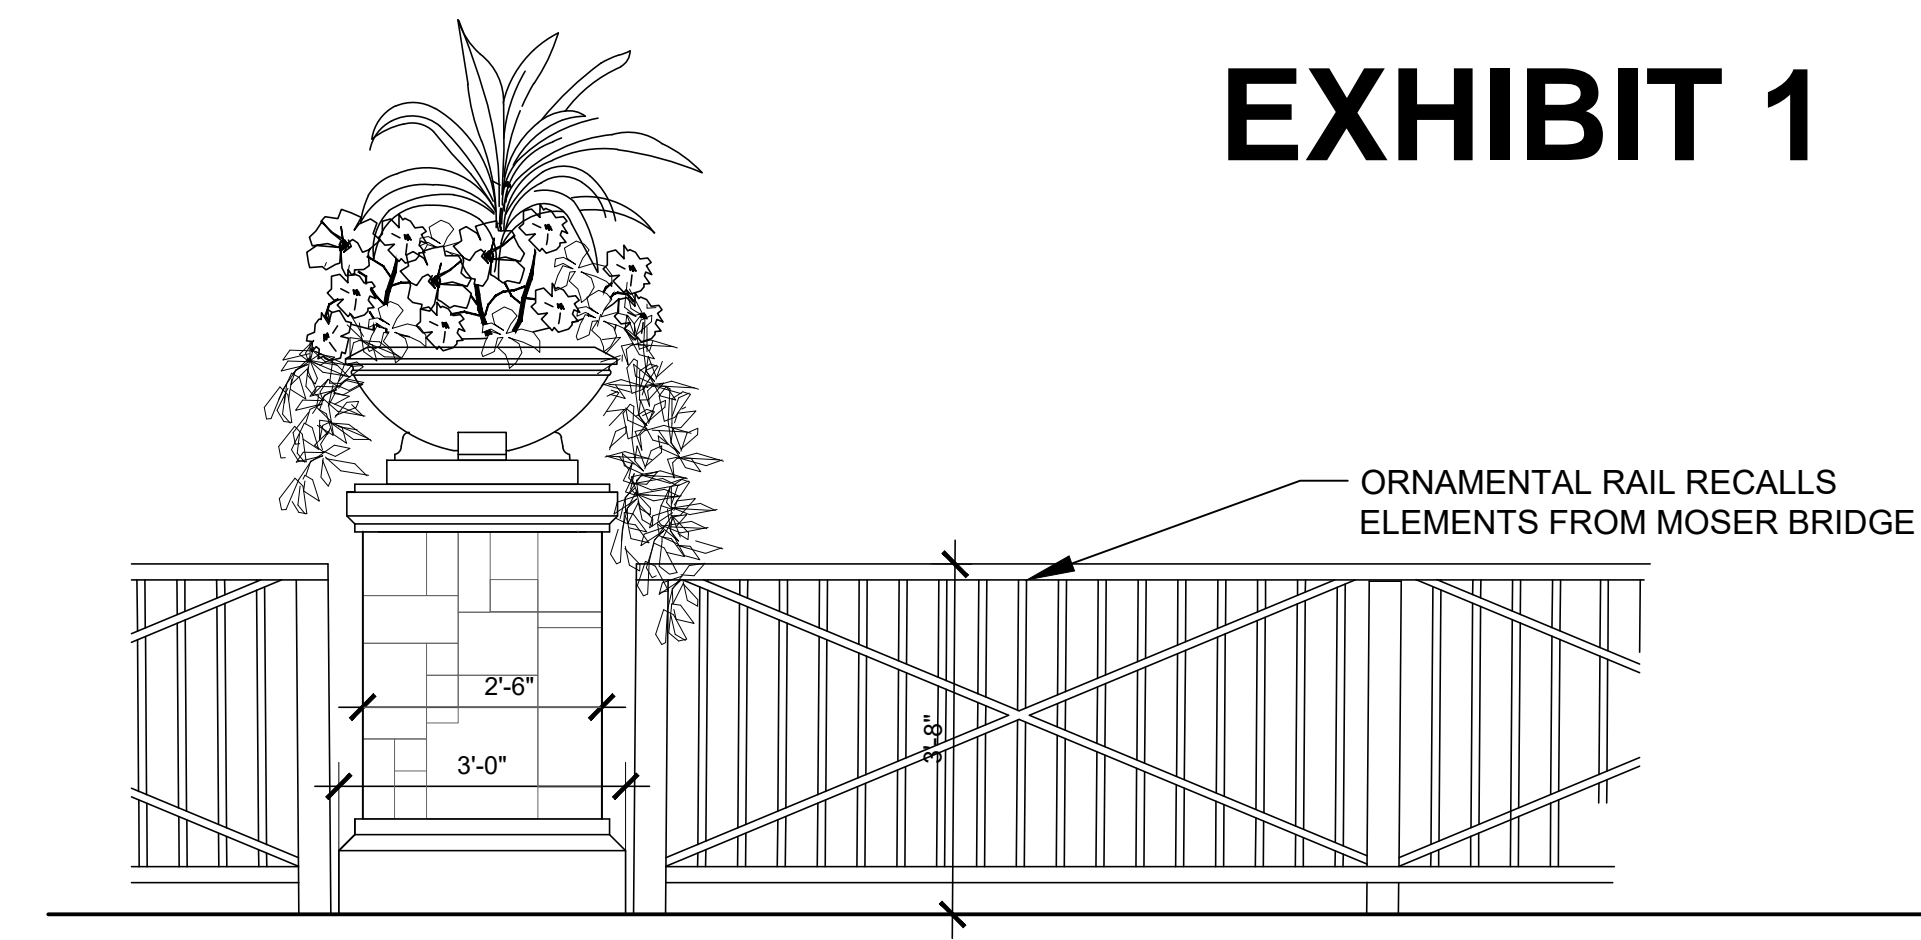 EXHIBIT 1
ORNAMENTAL RAIL RECALLS
ELEMENTS FROM MOSER BRIDGE
2'-6"
3'-8"
3'-0"